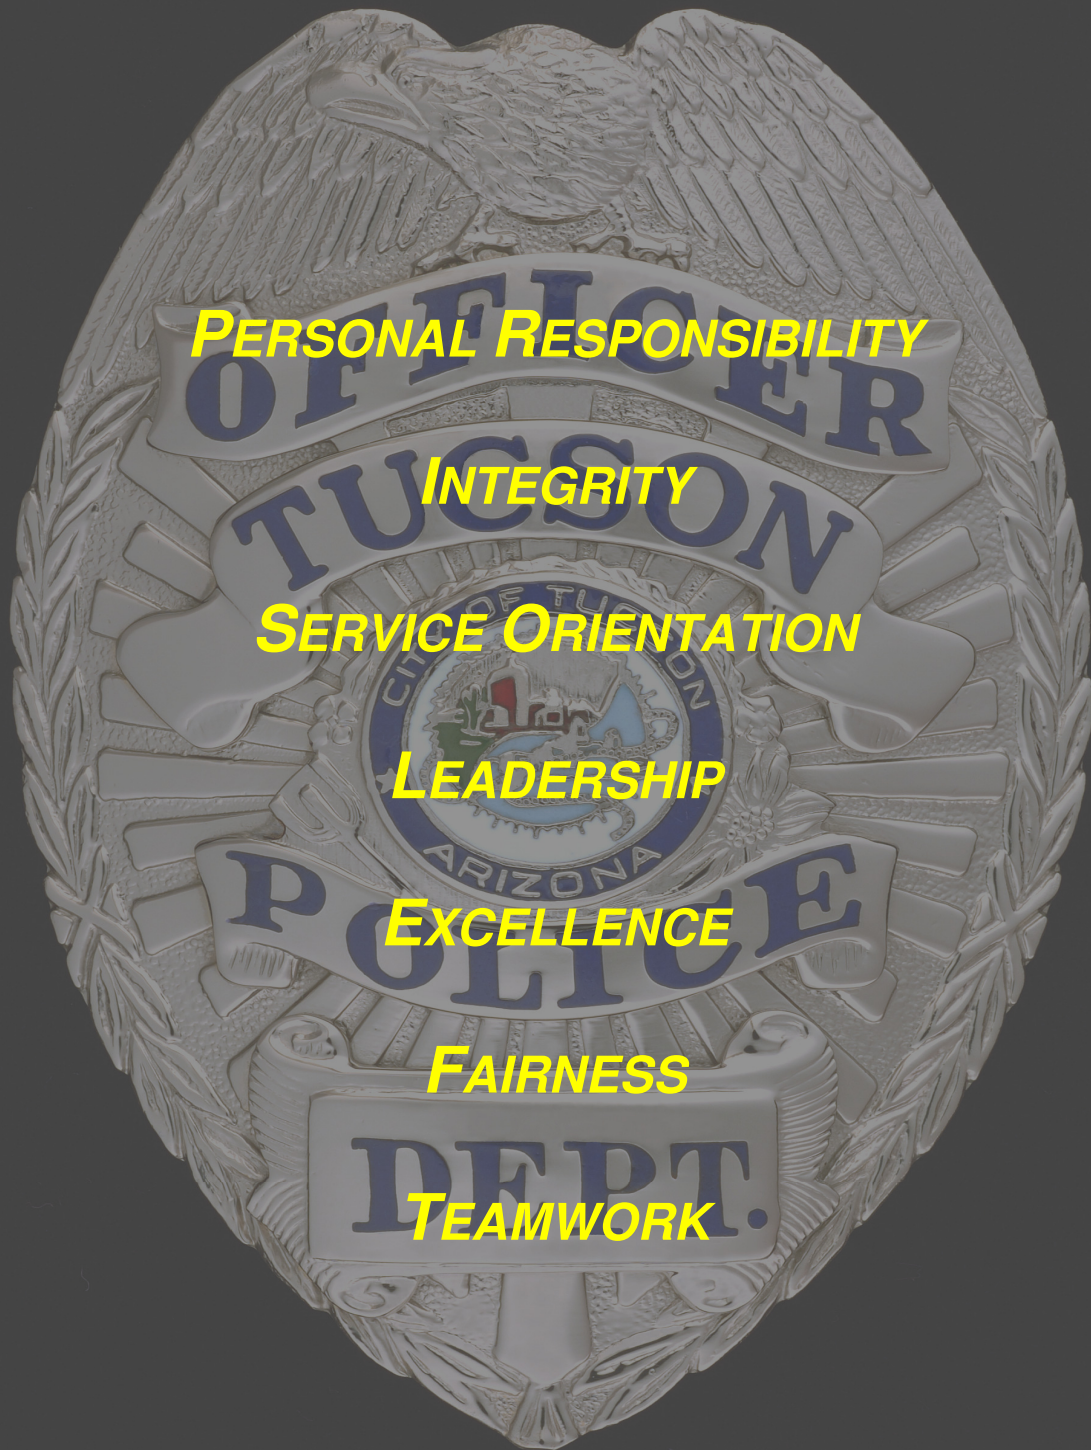 OFFICER
PERSONAL RESPONSIBILITY
TUCSON
INTEGRITY
CITY OF TUCSON
SERVICE ORIENTATION
LEADERSHIP
ARIZONA
POLICE
EXCELLENCE
FAIRNESS
DEPT.
TEAMWORK